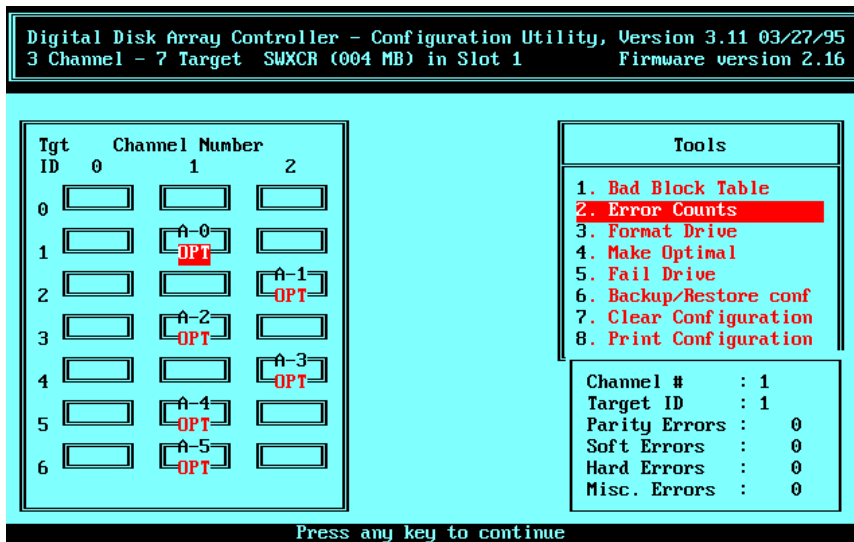 Digital Disk Array Controller - Configuration Utility, Version 3.11 03/27/95
3 Channel - 7 Target SWXCR (004 MB) in Slot 1 Firmware version 2.16
Tgt Channel Number
ID 0 1 2
0
A-0
1 OPT
A-1
2 OPT
A-2
3 OPT
A-3
4 OPT
A-4
5 OPT
A-5
6 OPT
Tools
1. Bad Block Table
2. Error Counts
3. Format Drive
4. Make Optimal
5. Fail Drive
6. Backup/Restore conf
7. Clear Configuration
8. Print Configuration
Channel # : 1
Target ID : 1
Parity Errors : 0
Soft Errors : 0
Hard Errors : 0
Misc. Errors : 0
Press any key to continue